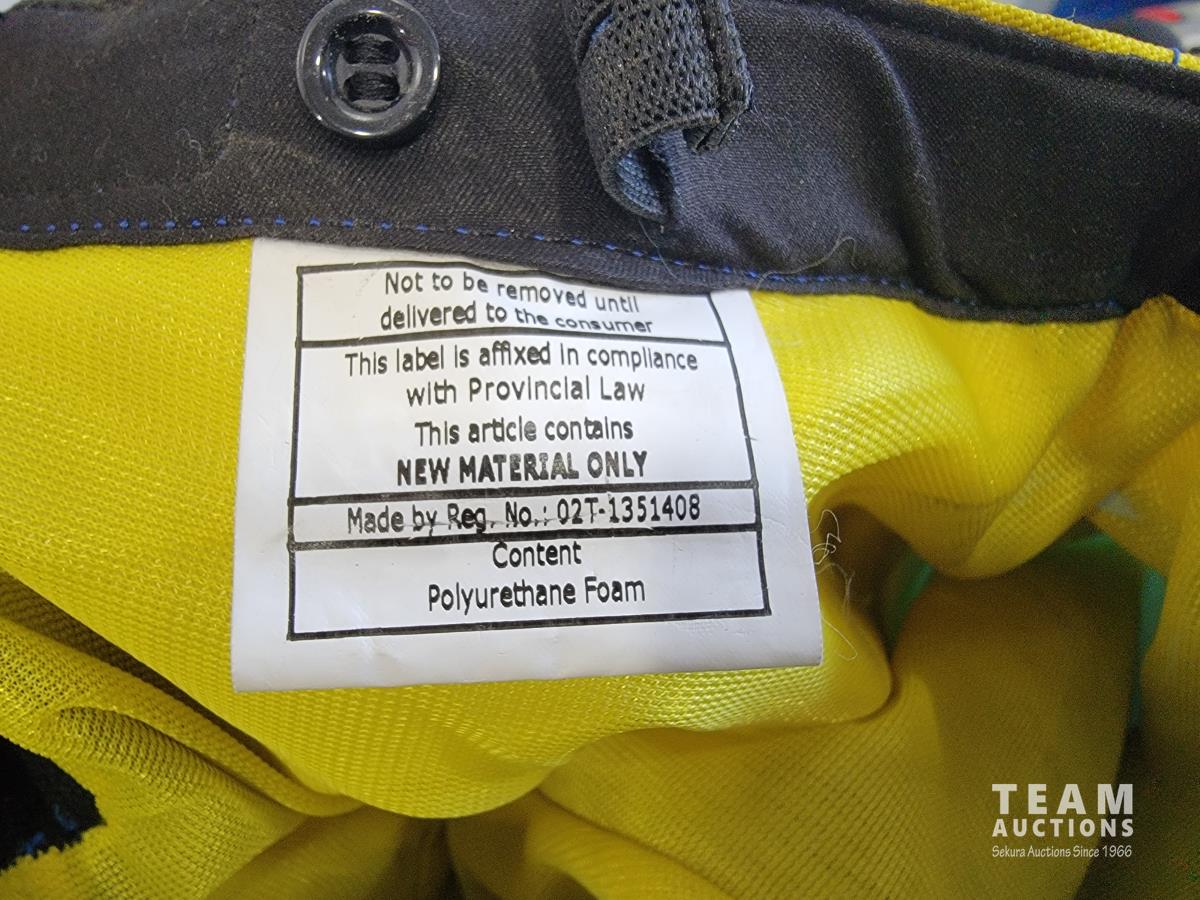 Not to be removed until
delivered to the consumer
This label is affixed in compliance
with Provincial Law
This article contains
NEW MATERIAL ONLY
Made by Reg. No.: 02T-1351408
Content
Polyurethane Foam
TEAM
AUCTIONS
Sekura Auctions Since 1966